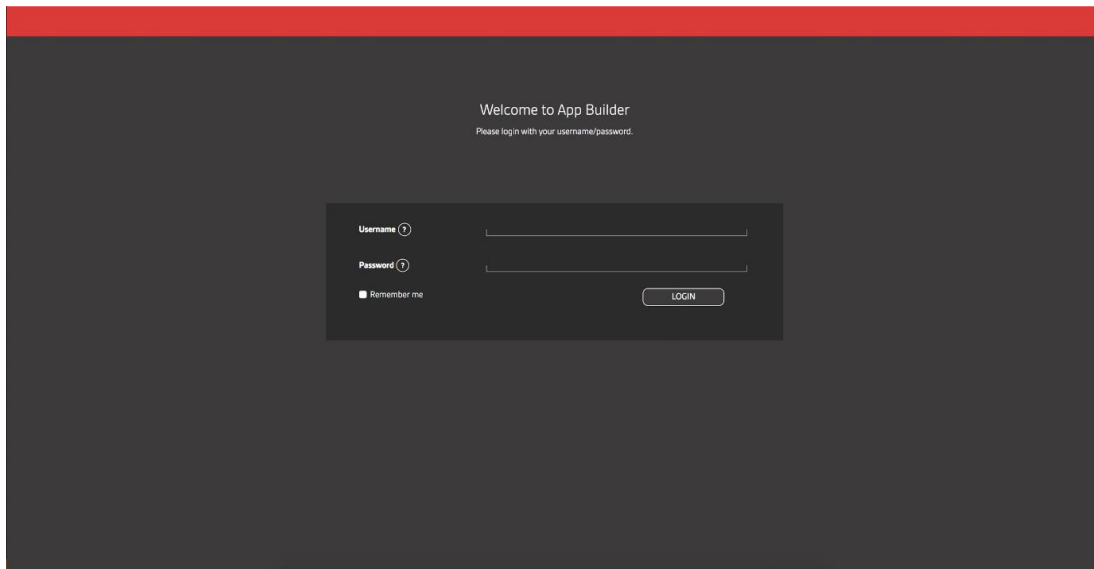 Welcome to App Builder
Please login with your username/password.
Username ?
Password ?
Remember me
LOGIN